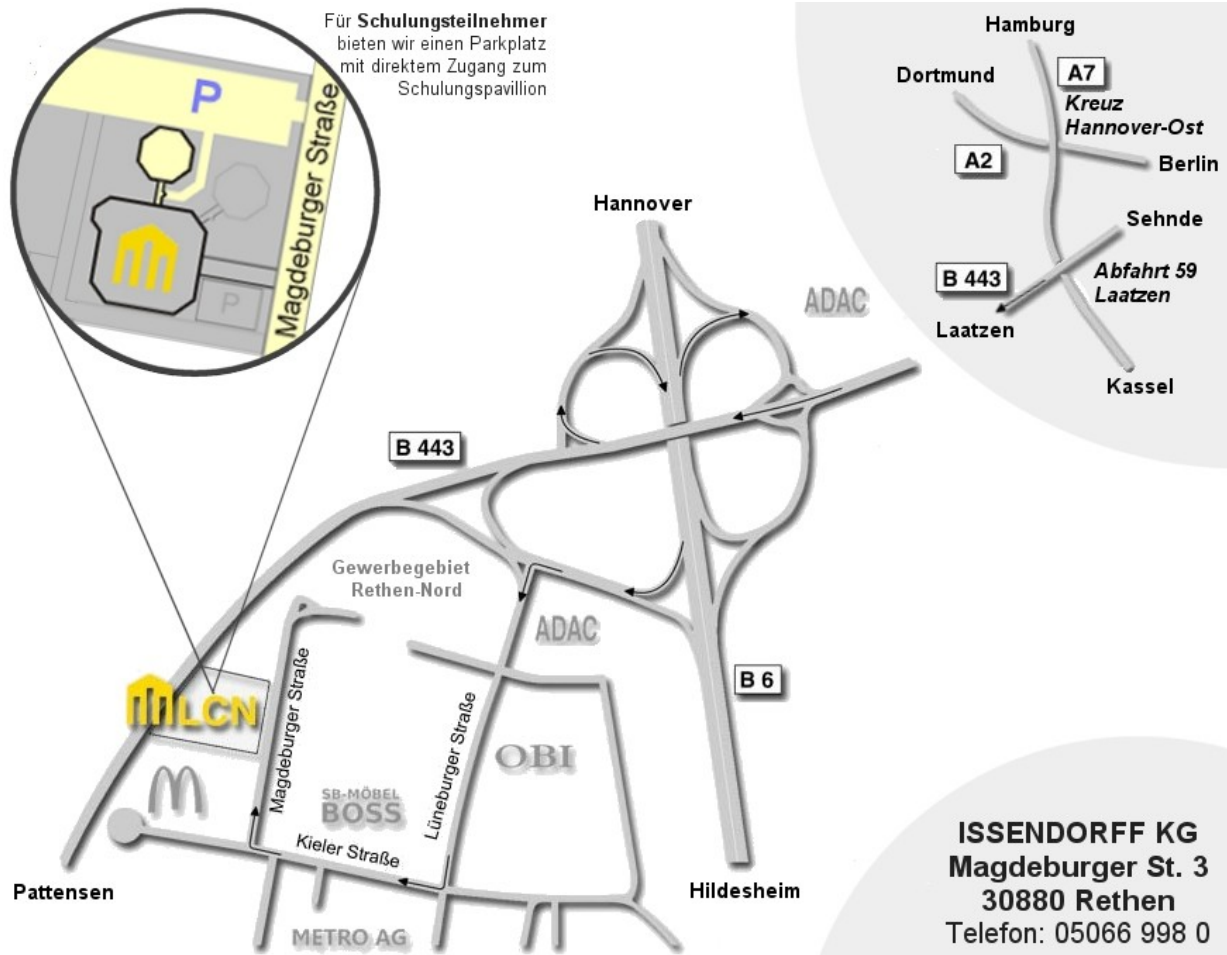 Für Schulungsteilnehmer
bieten wir einen Parkplatz
mit direktem Zugang zum
Schulungspavillion
P
Magdeburger Straße
P
Hamburg
Dortmund
A7
Kreuz
Hannover-Ost
A2
Berlin
Sehnde
B 443
Abfahrt 59
Laatzen
Laatzen
Kassel
Hannover
ADAC
B 443
Gewerbegebiet
Rethen-Nord
ADAC
B 6
LCN
Magdeburger Straße
Lüneburger Straße
OBI
SB-MÖBEL
BOSS
Kieler Straße
Pattensen
METRO AG
Hildesheim
ISSENDORFF KG
Magdeburger St. 3
30880 Rethen
Telefon: 05066 998 0